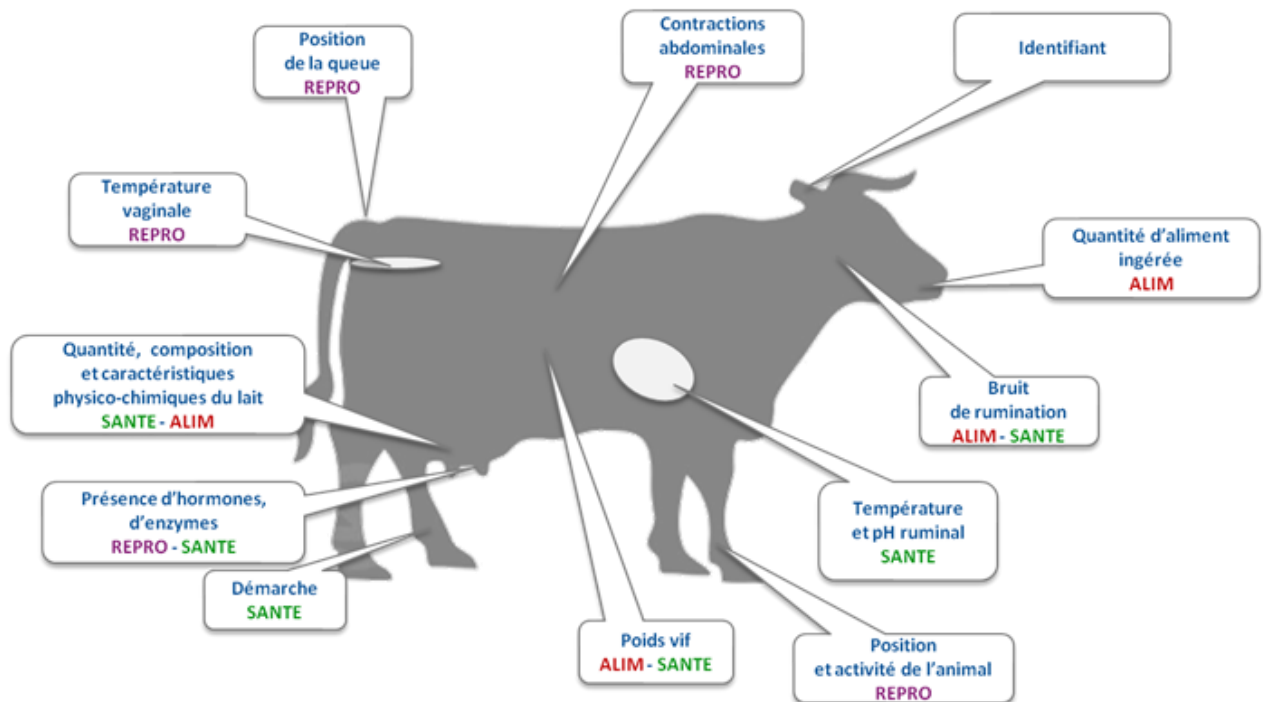 Position
de la queue
REPRO
Contractions
abdominales
REPRO
Identifiant
Température
vaginale
REPRO
Quantité d'aliment
ingérée
ALIM
Quantité, composition
et caractéristiques
physico-chimiques du lait
SANTE - ALIM
Bruit
de rumination
ALIM - SANTE
Présence d'hormones,
d'enzymes
REPRO - SANTE
Température
et pH ruminal
SANTE
Démarche
SANTE
Poids vif
ALIM - SANTE
Position
et activité de l'animal
REPRO